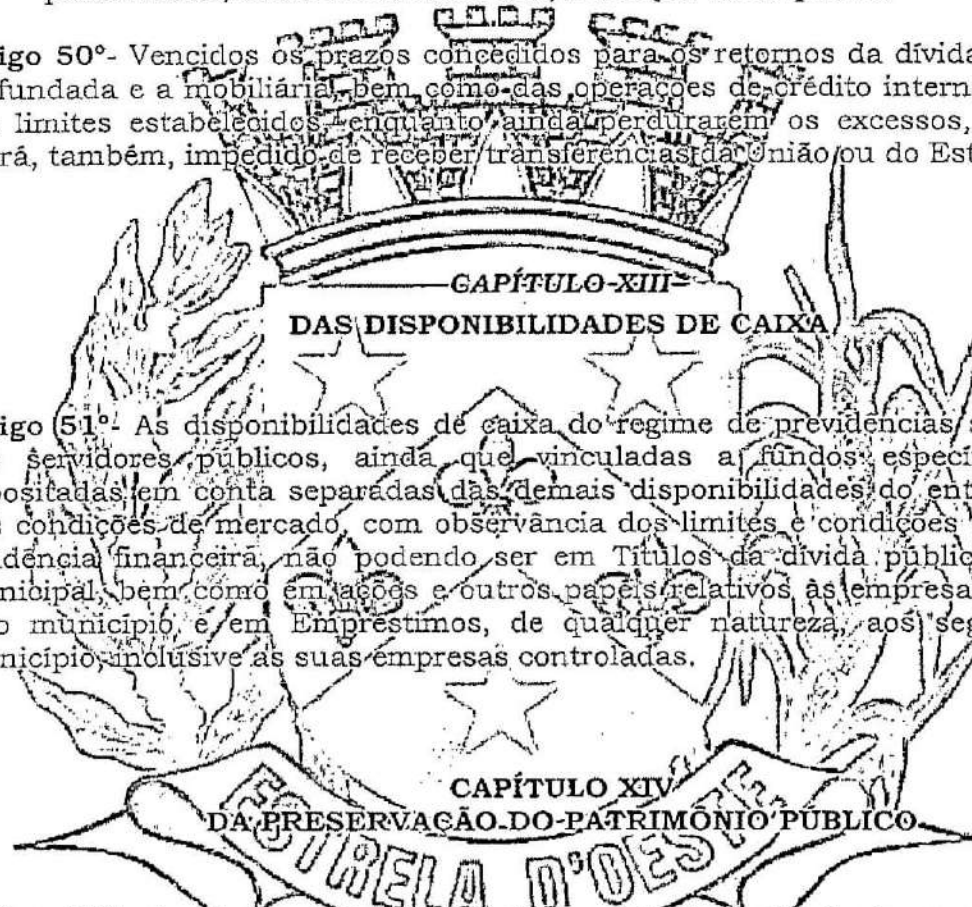 igo 50°- Vencidos os prazos concedidos para os retornos da dívida
fundada e a mobiliária, bem como das operações de crédito intern
limites estabelecidos, enquanto ainda perdurarem os excessos,
rá, também, impedido de receber transferências da União ou do Est
CAPÍTULO XIII
DAS DISPONIBILIDADES DE CAIXA
igo 51°- As disponibilidades de caixa do regime de previdências
servidores públicos, ainda que vinculadas a fundos especí
ositadas em conta separadas das demais disponibilidades do ent
s condições de mercado, com observância dos limites e condições
dência financeira, não podendo ser em Títulos da dívida públic
nicipal, bem como em ações e outros papéis relativos às empresa
o município e em Empréstimos, de qualquer natureza, aos seg
nicípio, inclusive as suas empresas controladas.
CAPÍTULO XIV
DA PRESERVAÇÃO DO PATRIMÔNIO PÚBLICO
ESTRELA D'OESTE